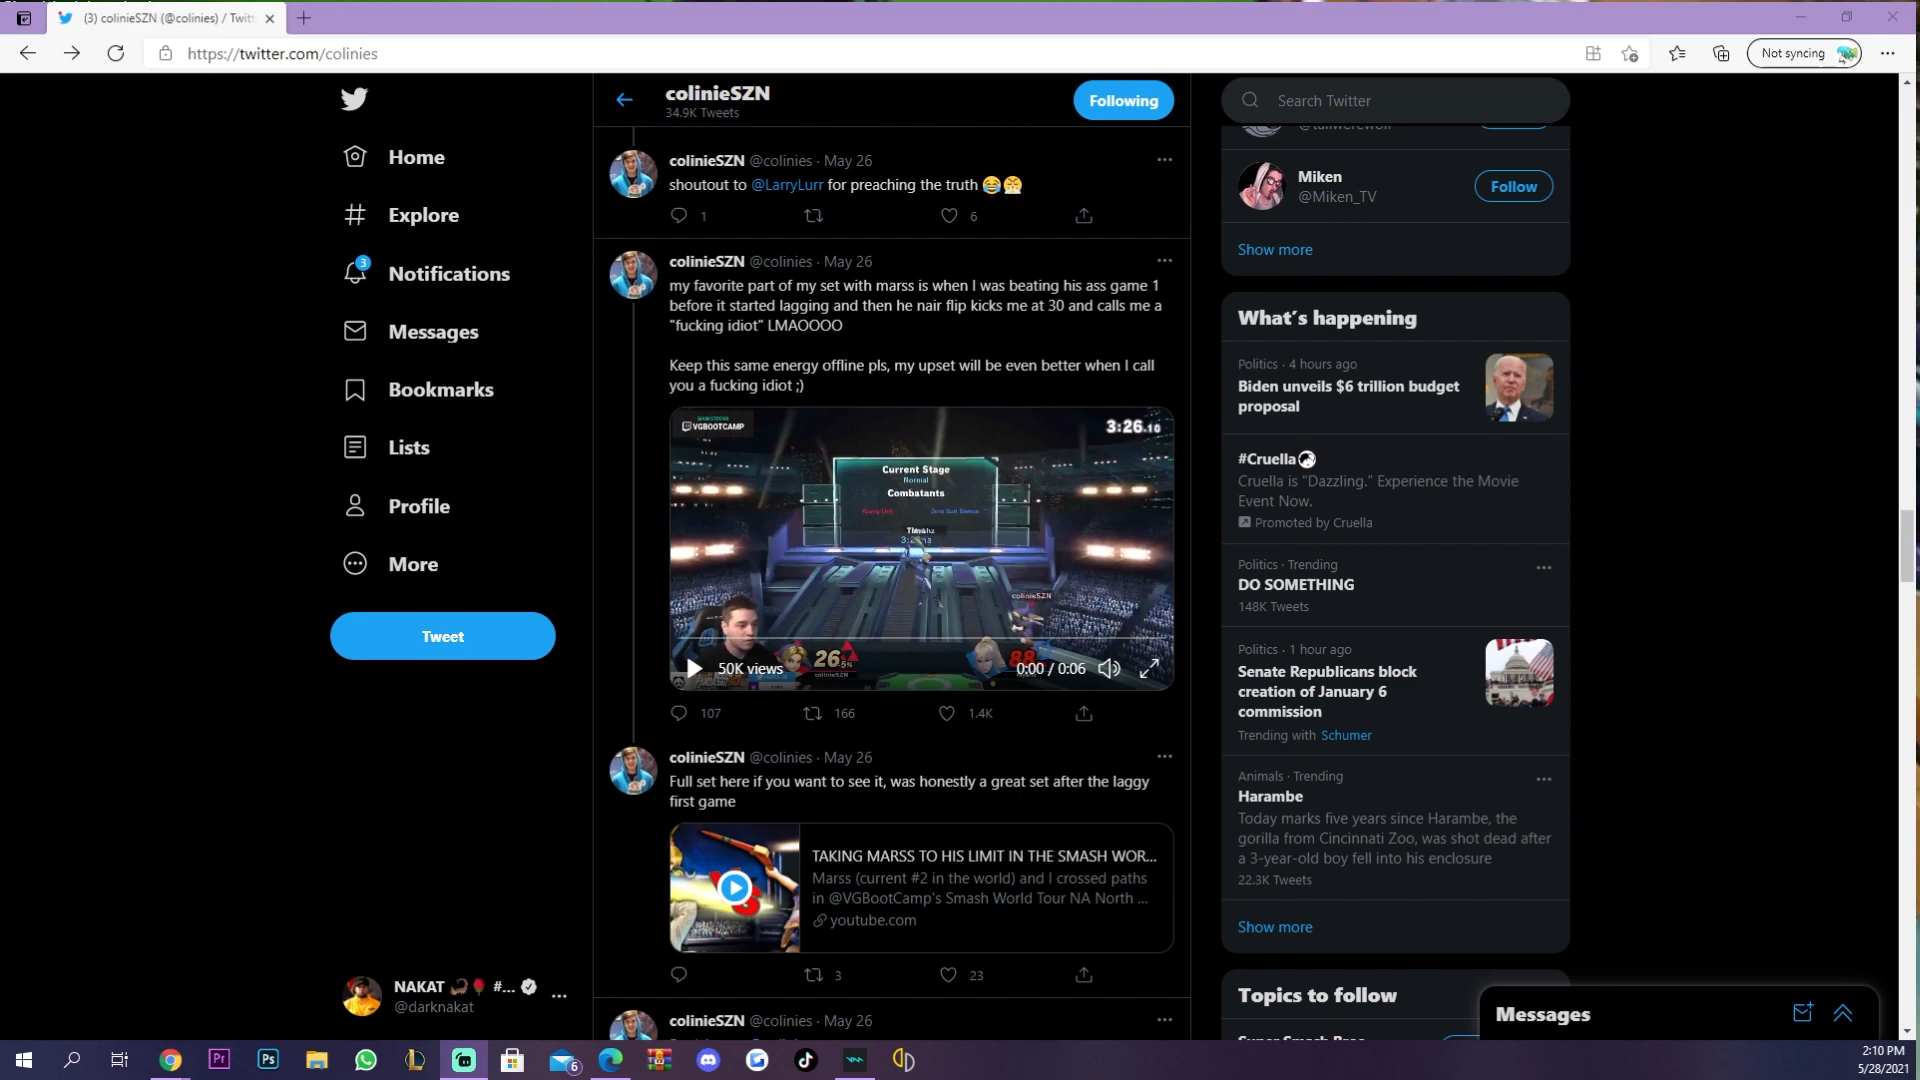 (3) colinieSZN (@colinies) / Twit
https://twitter.com/colinies
Not syncing
colinieSZN
34.9K Tweets
Following
Search Twitter
Home
Explore
3
Notifications
Messages
Bookmarks
Lists
Profile
More
Tweet
NAKAT #...
@darknakat
colinieSZN @colinies · May 26
shoutout to @LarryLurr for preaching the truth
1
6
colinieSZN @colinies · May 26
my favorite part of my set with marss is when I was beating his ass game 1
before it started lagging and then he nair flip kicks me at 30 and calls me a
"fucking idiot" LMAOOOO
Keep this same energy offline pls, my upset will be even better when I call
you a fucking idiot ;)
VGBOOTCAMP
3:26.10
Current Stage
Normal
Combatants
Young Link
Zero Suit Samus
colinieSZN
26
88
50K views
0:00 / 0:06
107
166
1.4K
colinieSZN @colinies · May 26
Full set here if you want to see it, was honestly a great set after the laggy
first game
TAKING MARSS TO HIS LIMIT IN THE SMASH WOR...
Marss (current #2 in the world) and I crossed paths
in @VGBootCamp's Smash World Tour NA North ...
youtube.com
3
23
colinieSZN @colinies · May 26
Miken
@Miken_TV
Follow
Show more
What's happening
Politics · 4 hours ago
Biden unveils $6 trillion budget
proposal
#Cruella
Cruella is "Dazzling." Experience the Movie
Event Now.
Promoted by Cruella
Politics · Trending
DO SOMETHING
148K Tweets
Politics · 1 hour ago
Senate Republicans block
creation of January 6
commission
Trending with Schumer
Animals · Trending
Harambe
Today marks five years since Harambe, the
gorilla from Cincinnati Zoo, was shot dead after
a 3-year-old boy fell into his enclosure
22.3K Tweets
Show more
Topics to follow
Messages
Pr
Ps
6
2:10 PM
5/28/2021